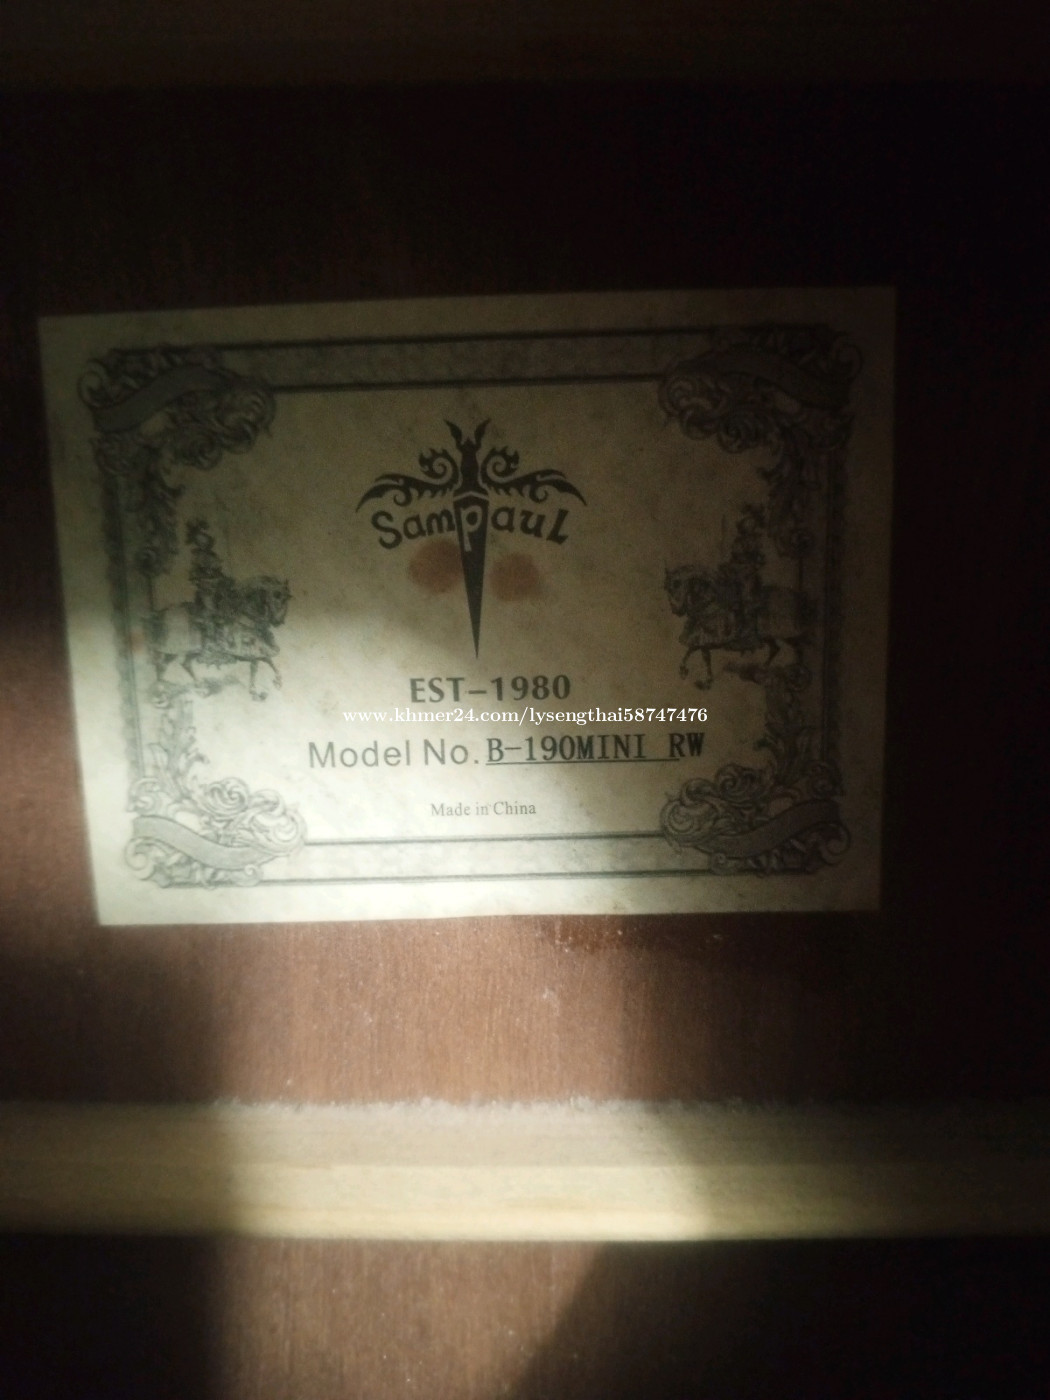 Sampaul
EST-1980
www.khmer24.com/lysengthai58747476
Model No. B-190MINI RW
Made in China